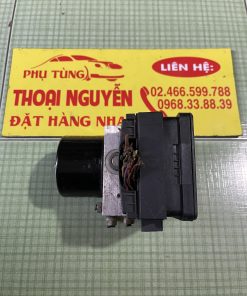 PHỤ TÙNG
THOẠI NGUYỄN
ĐẶT HÀNG NHA
LIÊN HỆ:
02.466.599.788
0968.33.88.39